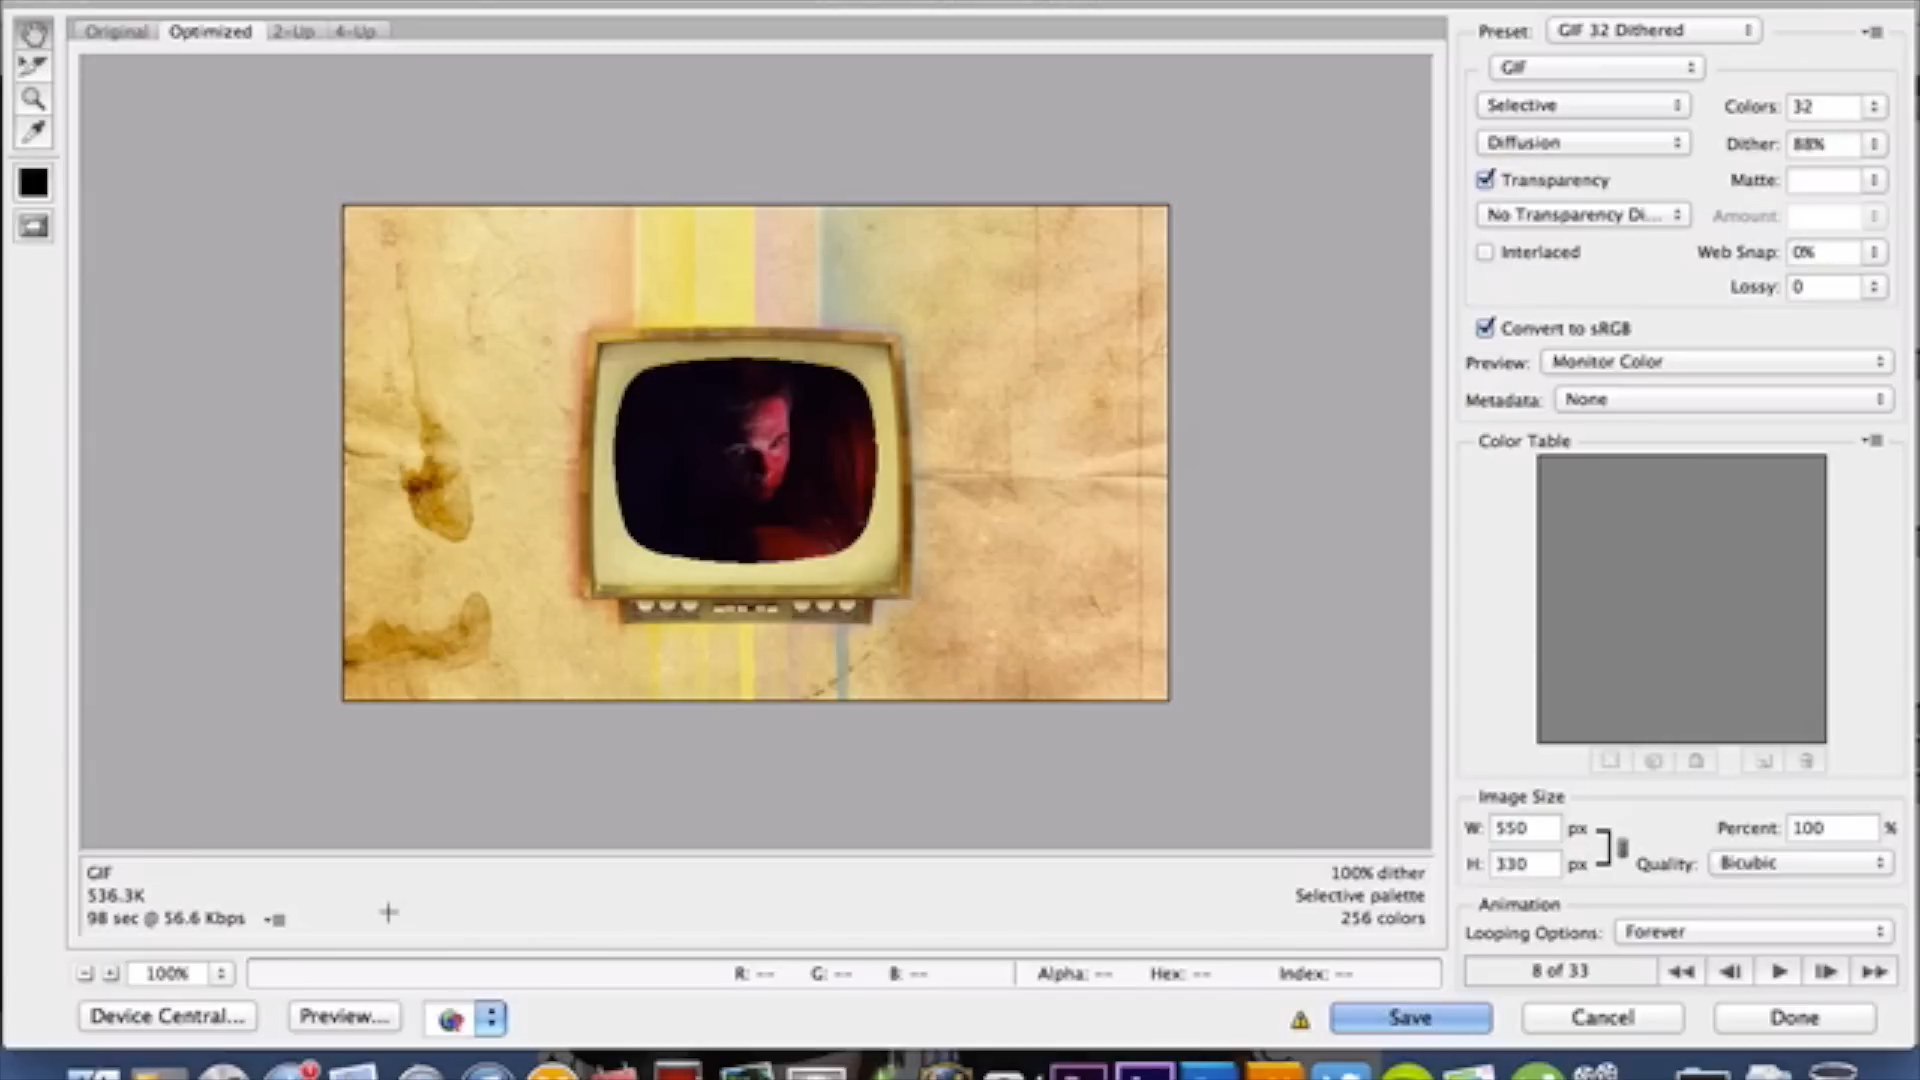 Original Optimized 2-Up 4-Up
Preset: GIF 32 Dithered
GIF
Selective Colors: 32
Diffusion Dither: 88%
Transparency Matte:
No Transparency Di... Amount:
Interlaced Web Snap: 0%
Lossy: 0
Convert to sRGB
Preview: Monitor Color
Metadata: None
Color Table
Image Size
W: 550 px Percent: 100 %
H: 330 px Quality: Bicubic
Animation
Looping Options: Forever
8 of 33
GIF 100% dither
536.3K Selective palette
98 sec @ 56.6 Kbps 256 colors
100% R: -- G: -- B: -- Alpha: -- Hex: -- Index: --
Device Central... Preview... Save Cancel Done